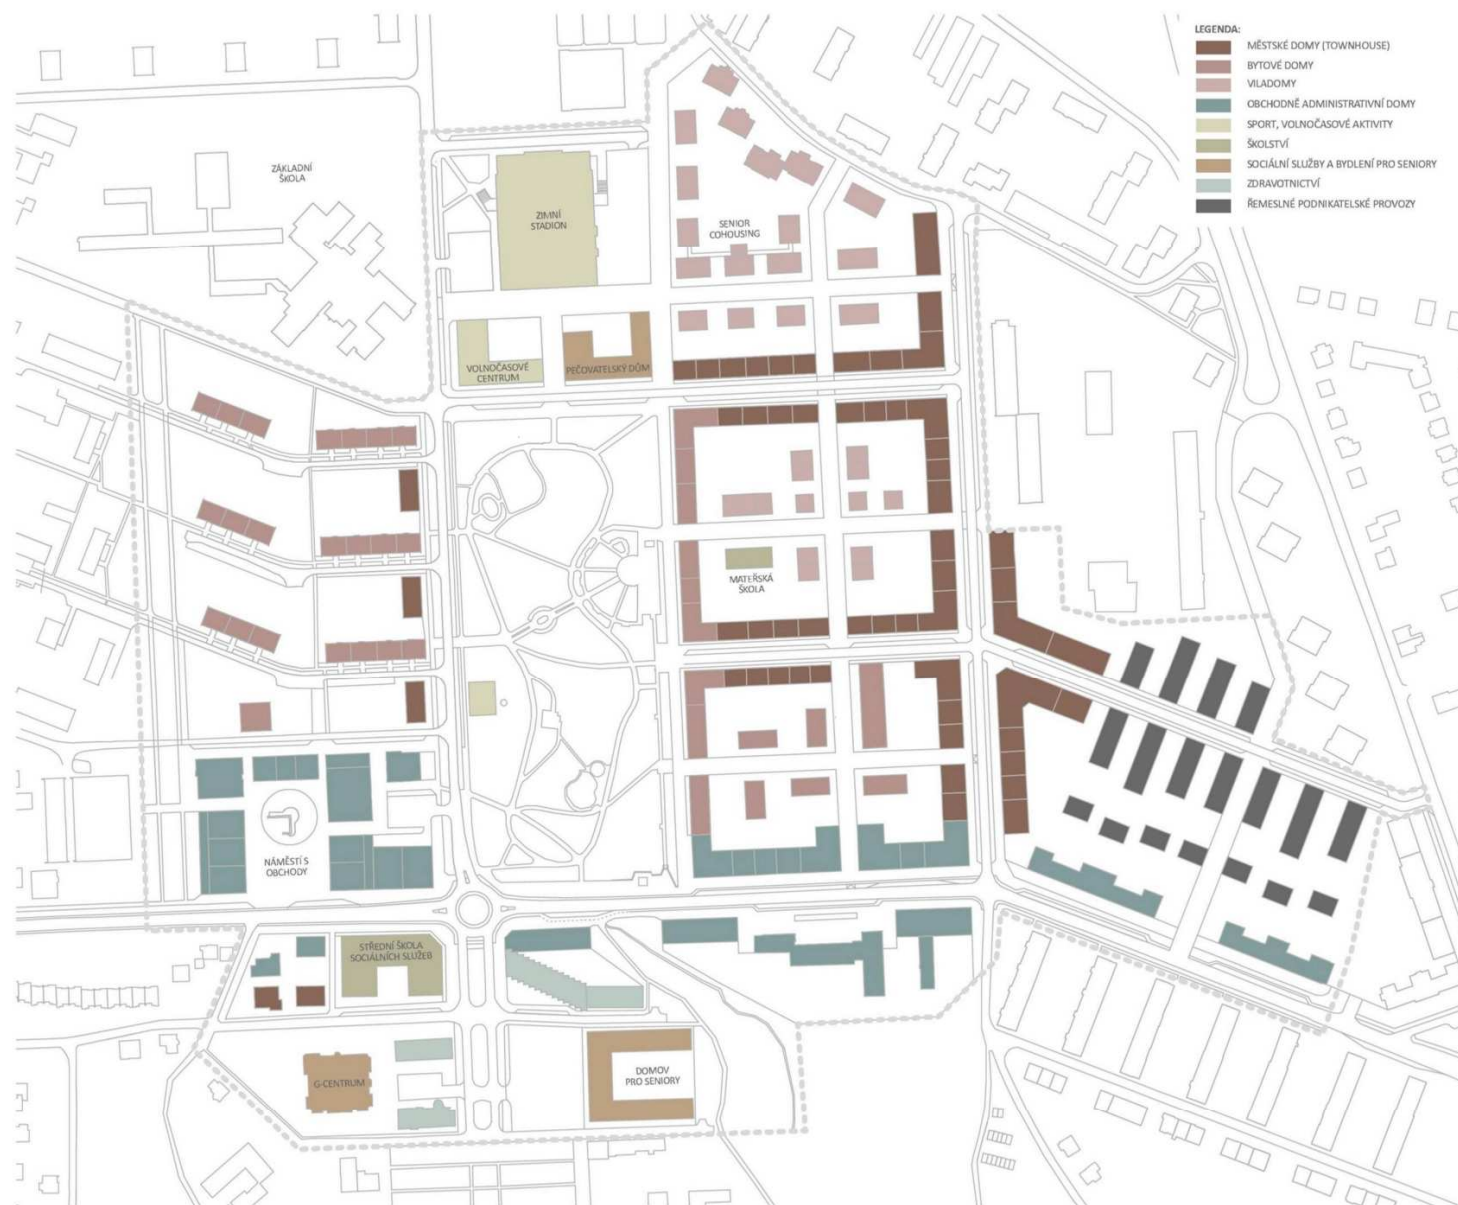 LEGENDA:
MĚSTSKÉ DOMY (TOWNHOUSE)
BYTOVÉ DOMY
VILADOMY
OBCHODNĚ ADMINISTRATIVNÍ DOMY
SPORT, VOLNOČASOVÉ AKTIVITY
ŠKOLSTVÍ
SOCIÁLNÍ SLUŽBY A BYDLENÍ PRO SENIORY
ZDRAVOTNICTVÍ
ŘEMESLNÉ PODNIKATELSKÉ PROVOZY
ZÁKLADNÍ
ŠKOLA
ZIMNÍ
STADION
SENIOR
COHOUSING
VOLNOČASOVÉ
CENTRUM
PEČOVATELSKÝ DŮM
MATEŘSKÁ
ŠKOLA
NÁMĚSTÍ S
OBCHODY
STŘEDNÍ ŠKOLA
SOCIÁLNÍCH SLUŽEB
G-CENTRUM
DOMOV
PRO SENIORY